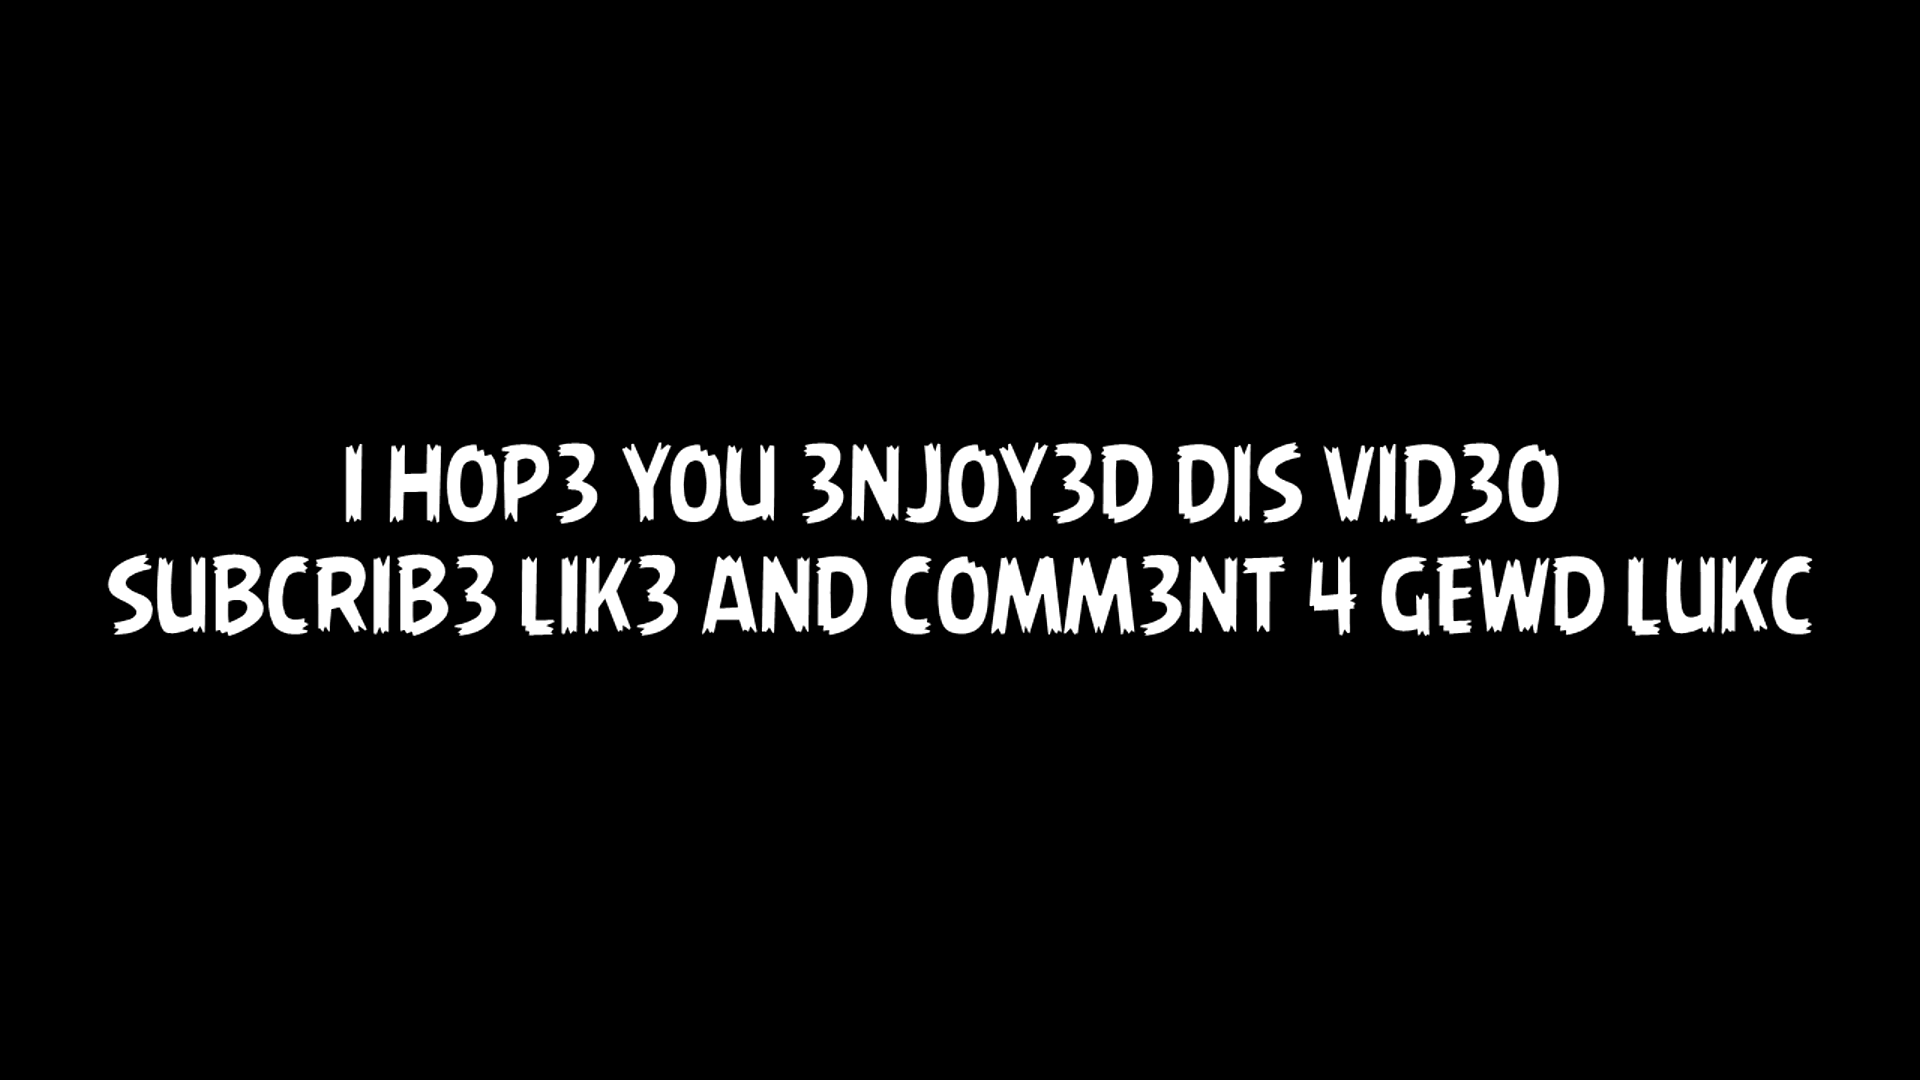 I HOP3 YOU 3NJOY3D DIS VID3O
SUBCRIB3 LIK3 AND COMM3NT 4 GEWD LUKC